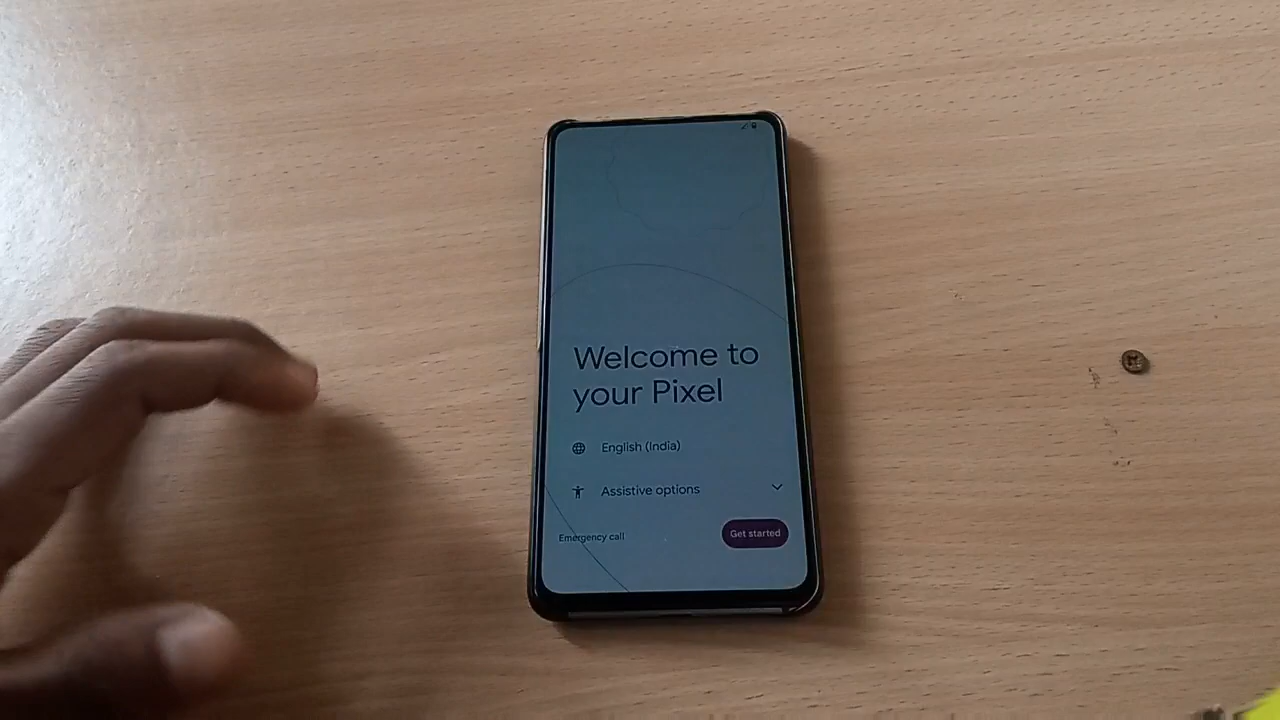 Welcome to
your Pixel
English (India)
Assistive options
Emergency call
Get started